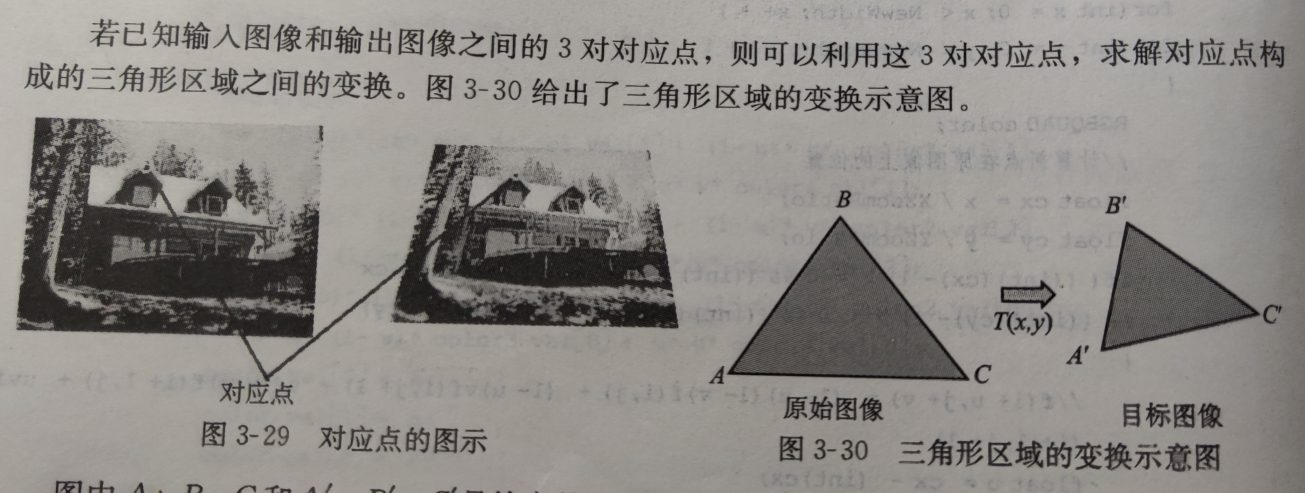 若已知输入图像和输出图像之间的 3 对对应点，则可以利用这 3 对对应点，求解对应点构
成的三角形区域之间的变换。图 3-30 给出了三角形区域的变换示意图。
B
A
C
T(x,y)
B′
A′
C′
对应点
原始图像
目标图像
图 3-29 对应点的图示
图 3-30 三角形区域的变换示意图